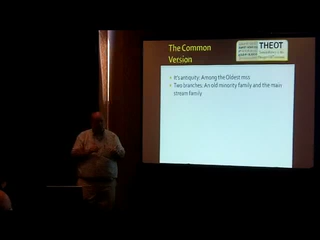 The Common
Version
THEOT
It's antiquity: Among the Oldest mss
Two branches: An old minority family and the main
stream family